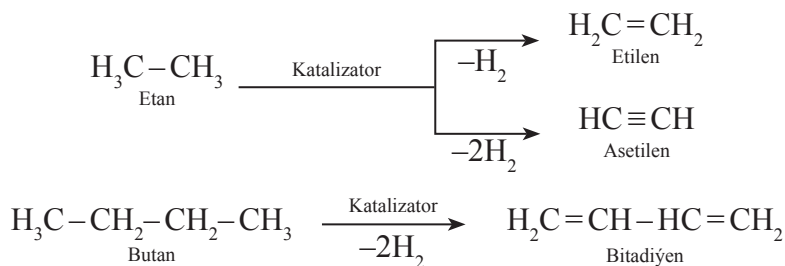 H₂C=CH₂
Etilen
–H₂
H₃C–CH₃
Etan
Katalizator
HC≡CH
Asetilen
–2H₂
H₃C–CH₂–CH₂–CH₃
Butan
Katalizator
–2H₂
H₂C=CH–HC=CH₂
Bitadiýen